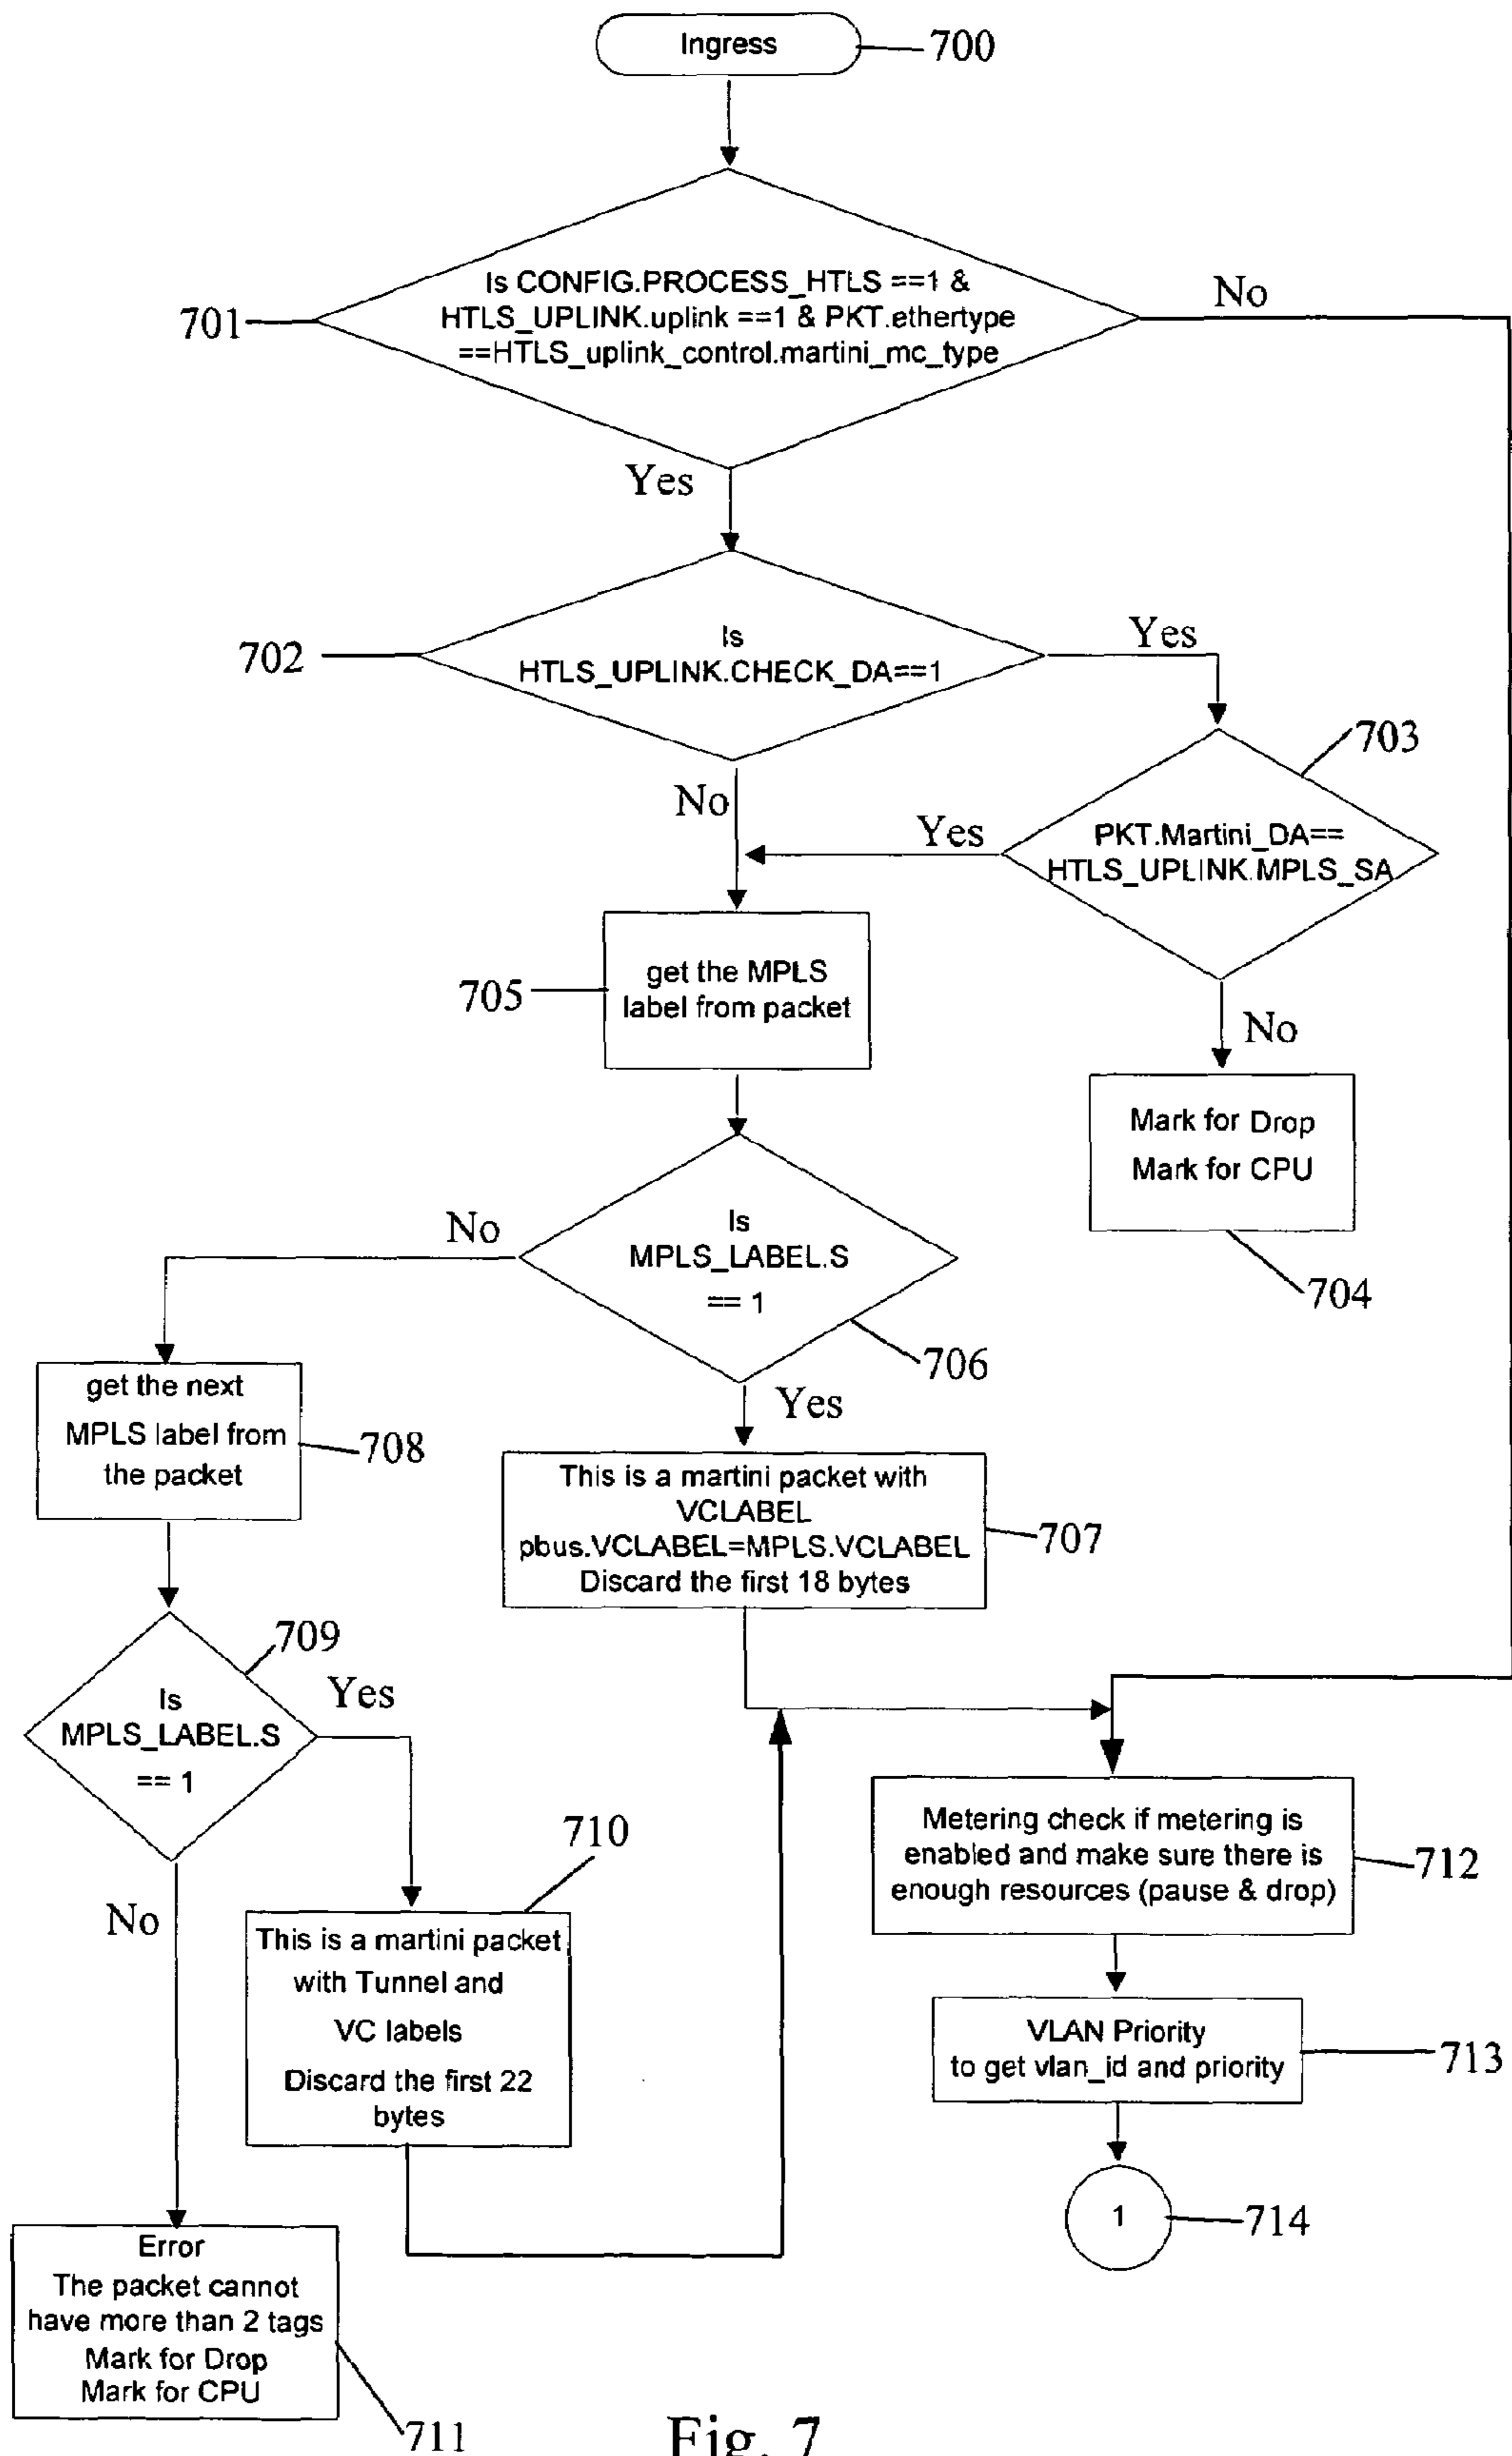 Ingress
700
Is CONFIG.PROCESS_HTLS ==1 &
HTLS_UPLINK.uplink ==1 & PKT.ethertype
==HTLS_uplink_control.martini_mc_type
701
No
Yes
Is
HTLS_UPLINK.CHECK_DA==1
702
Yes
No
703
PKT.Martini_DA==
HTLS_UPLINK.MPLS_SA
Yes
No
get the MPLS
label from packet
705
Mark for Drop
Mark for CPU
704
Is
MPLS_LABEL.S
== 1
706
No
Yes
get the next
MPLS label from
the packet
708
This is a martini packet with
VCLABEL
pbus.VCLABEL=MPLS.VCLABEL
Discard the first 18 bytes
707
709
Is
MPLS_LABEL.S
== 1
Yes
No
710
This is a martini packet
with Tunnel and
VC labels
Discard the first 22
bytes
Metering check if metering is
enabled and make sure there is
enough resources (pause & drop)
712
VLAN Priority
to get vlan_id and priority
713
1
714
Error
The packet cannot
have more than 2 tags
Mark for Drop
Mark for CPU
711
Fig. 7